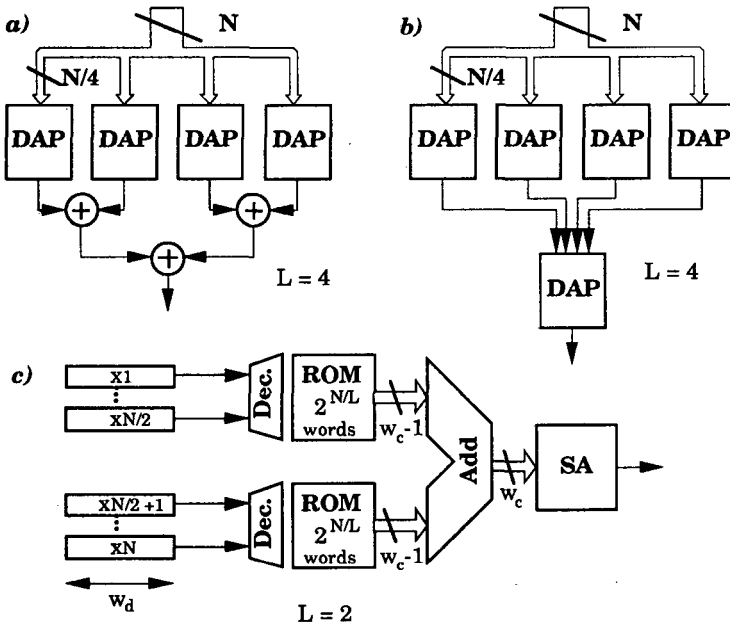 a)
N
N/4
DAP DAP DAP DAP
+ +
+
L = 4
b)
N
N/4
DAP DAP DAP DAP
DAP
L = 4
c)
x1
xN/2
Dec.
ROM
2^{N/L}
words
w_c-1
xN/2 +1
xN
Dec.
ROM
2^{N/L}
words
w_c-1
Add
w_c
SA
w_d
L = 2